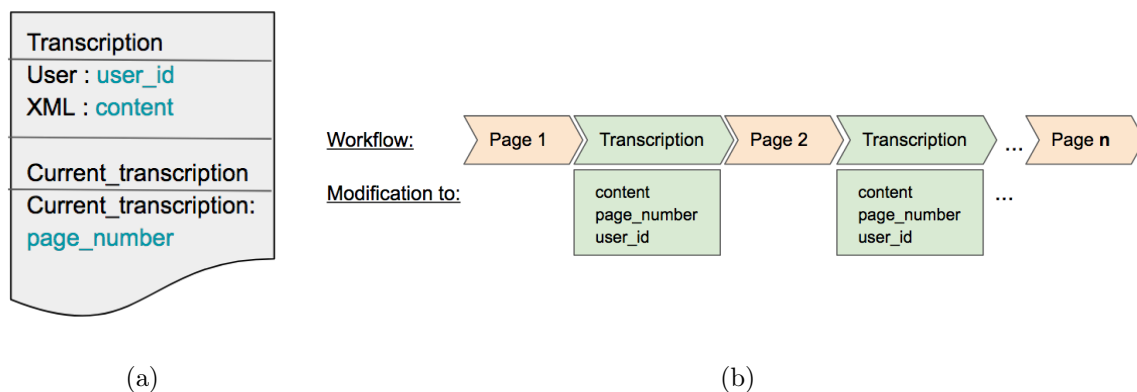 Transcription
User : user_id
XML : content
Current_transcription
Current_transcription:
page_number
(a)
Workflow: Page 1 Transcription Page 2 Transcription ... Page n
Modification to: content content ...
page_number page_number
user_id user_id
(b)